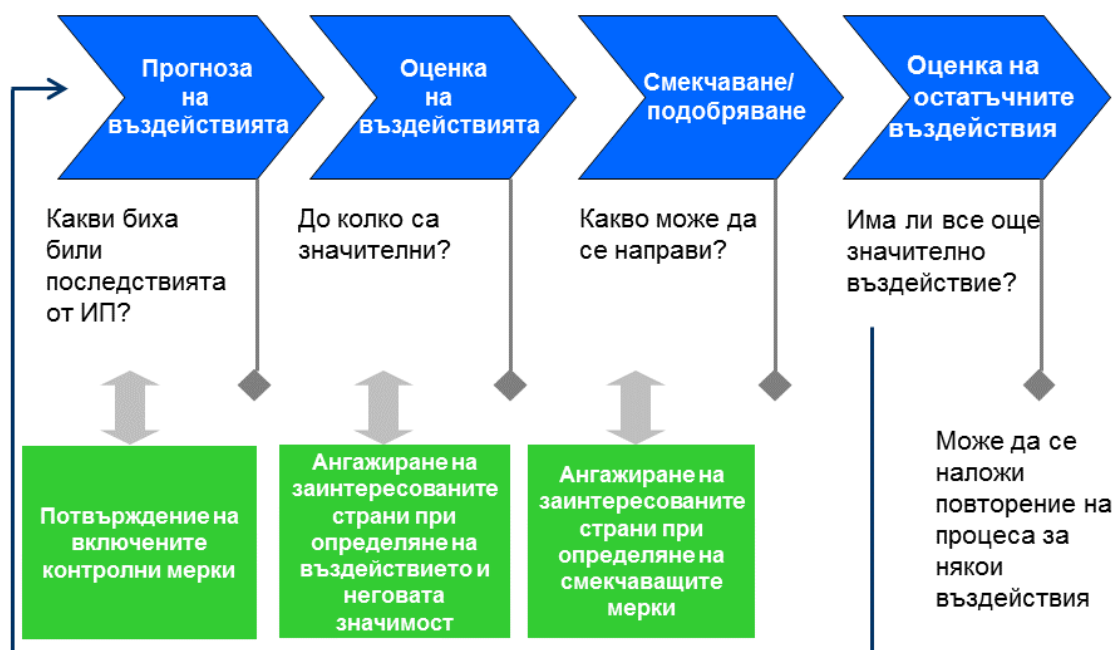 Прогноза
на
въздействията
Оценка
на
въздействията
Смекчаване/
подобряване
Оценка на
остатъчните
въздействия
Какви биха
били
последствията
от ИП?
До колко са
значителни?
Какво може да
се направи?
Има ли все още
значително
въздействие?
Потвърждение на
включените
контролни мерки
Ангажиране на
заинтересованите
страни при
определяне на
въздействието и
неговата
значимост
Ангажиране на
заинтересованите
страни при
определяне на
смекчаващите
мерки
Може да се
наложи
повторение на
процеса за
някои
въздействия